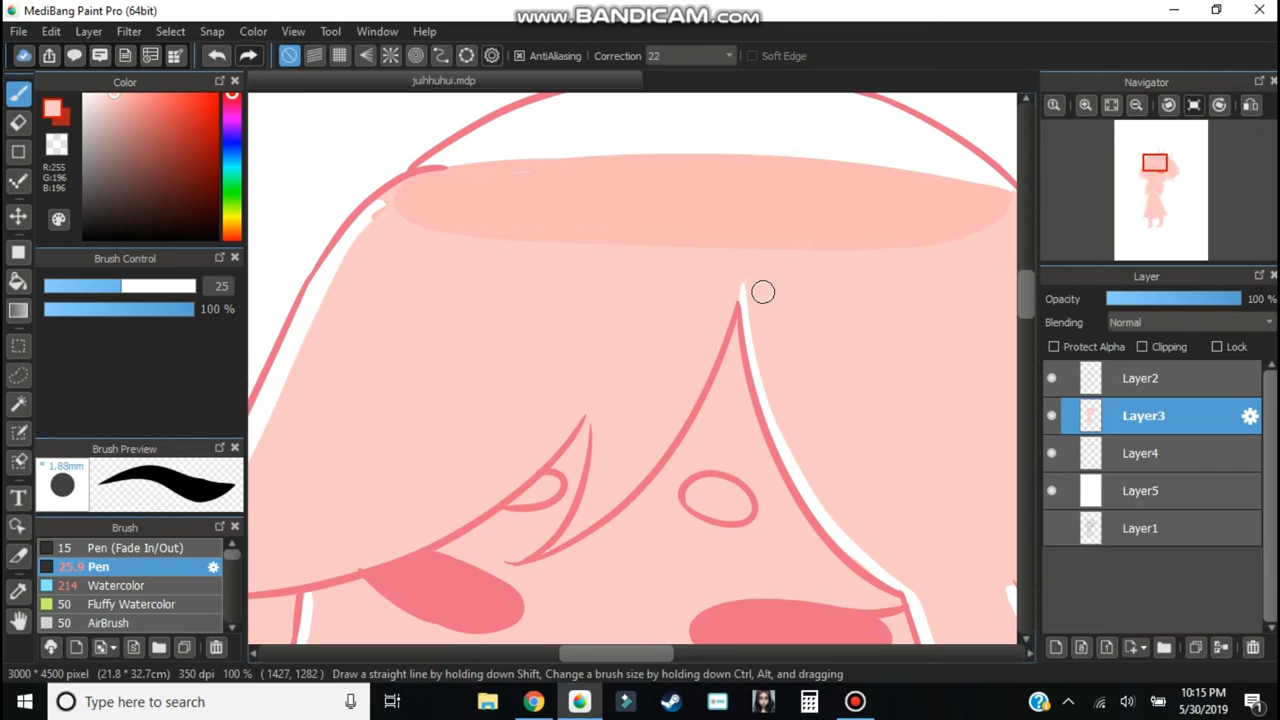 MediBang Paint Pro (64bit)
www.BANDICAM.com
File Edit Layer Filter Select Snap Color View Tool Window Help
AntiAliasing Correction 22 Soft Edge
Color
juihhuhui.mdp
Navigator
R:255
G:196
B:196
Brush Control
25
100 %
Layer
Opacity 100 %
Blending Normal
Protect Alpha Clipping Lock
Layer2
Layer3
Layer4
Layer5
Layer1
Brush Preview
* 1.88mm
Brush
15 Pen (Fade In/Out)
25.9 Pen
214 Watercolor
50 Fluffy Watercolor
50 AirBrush
3000 * 4500 pixel (21.8 * 32.7cm) 350 dpi 100 % ( 1427, 1282 ) Draw a straight line by holding down Shift, Change a brush size by holding down Ctrl, Alt, and dragging
Type here to search
10:15 PM
5/30/2019
1